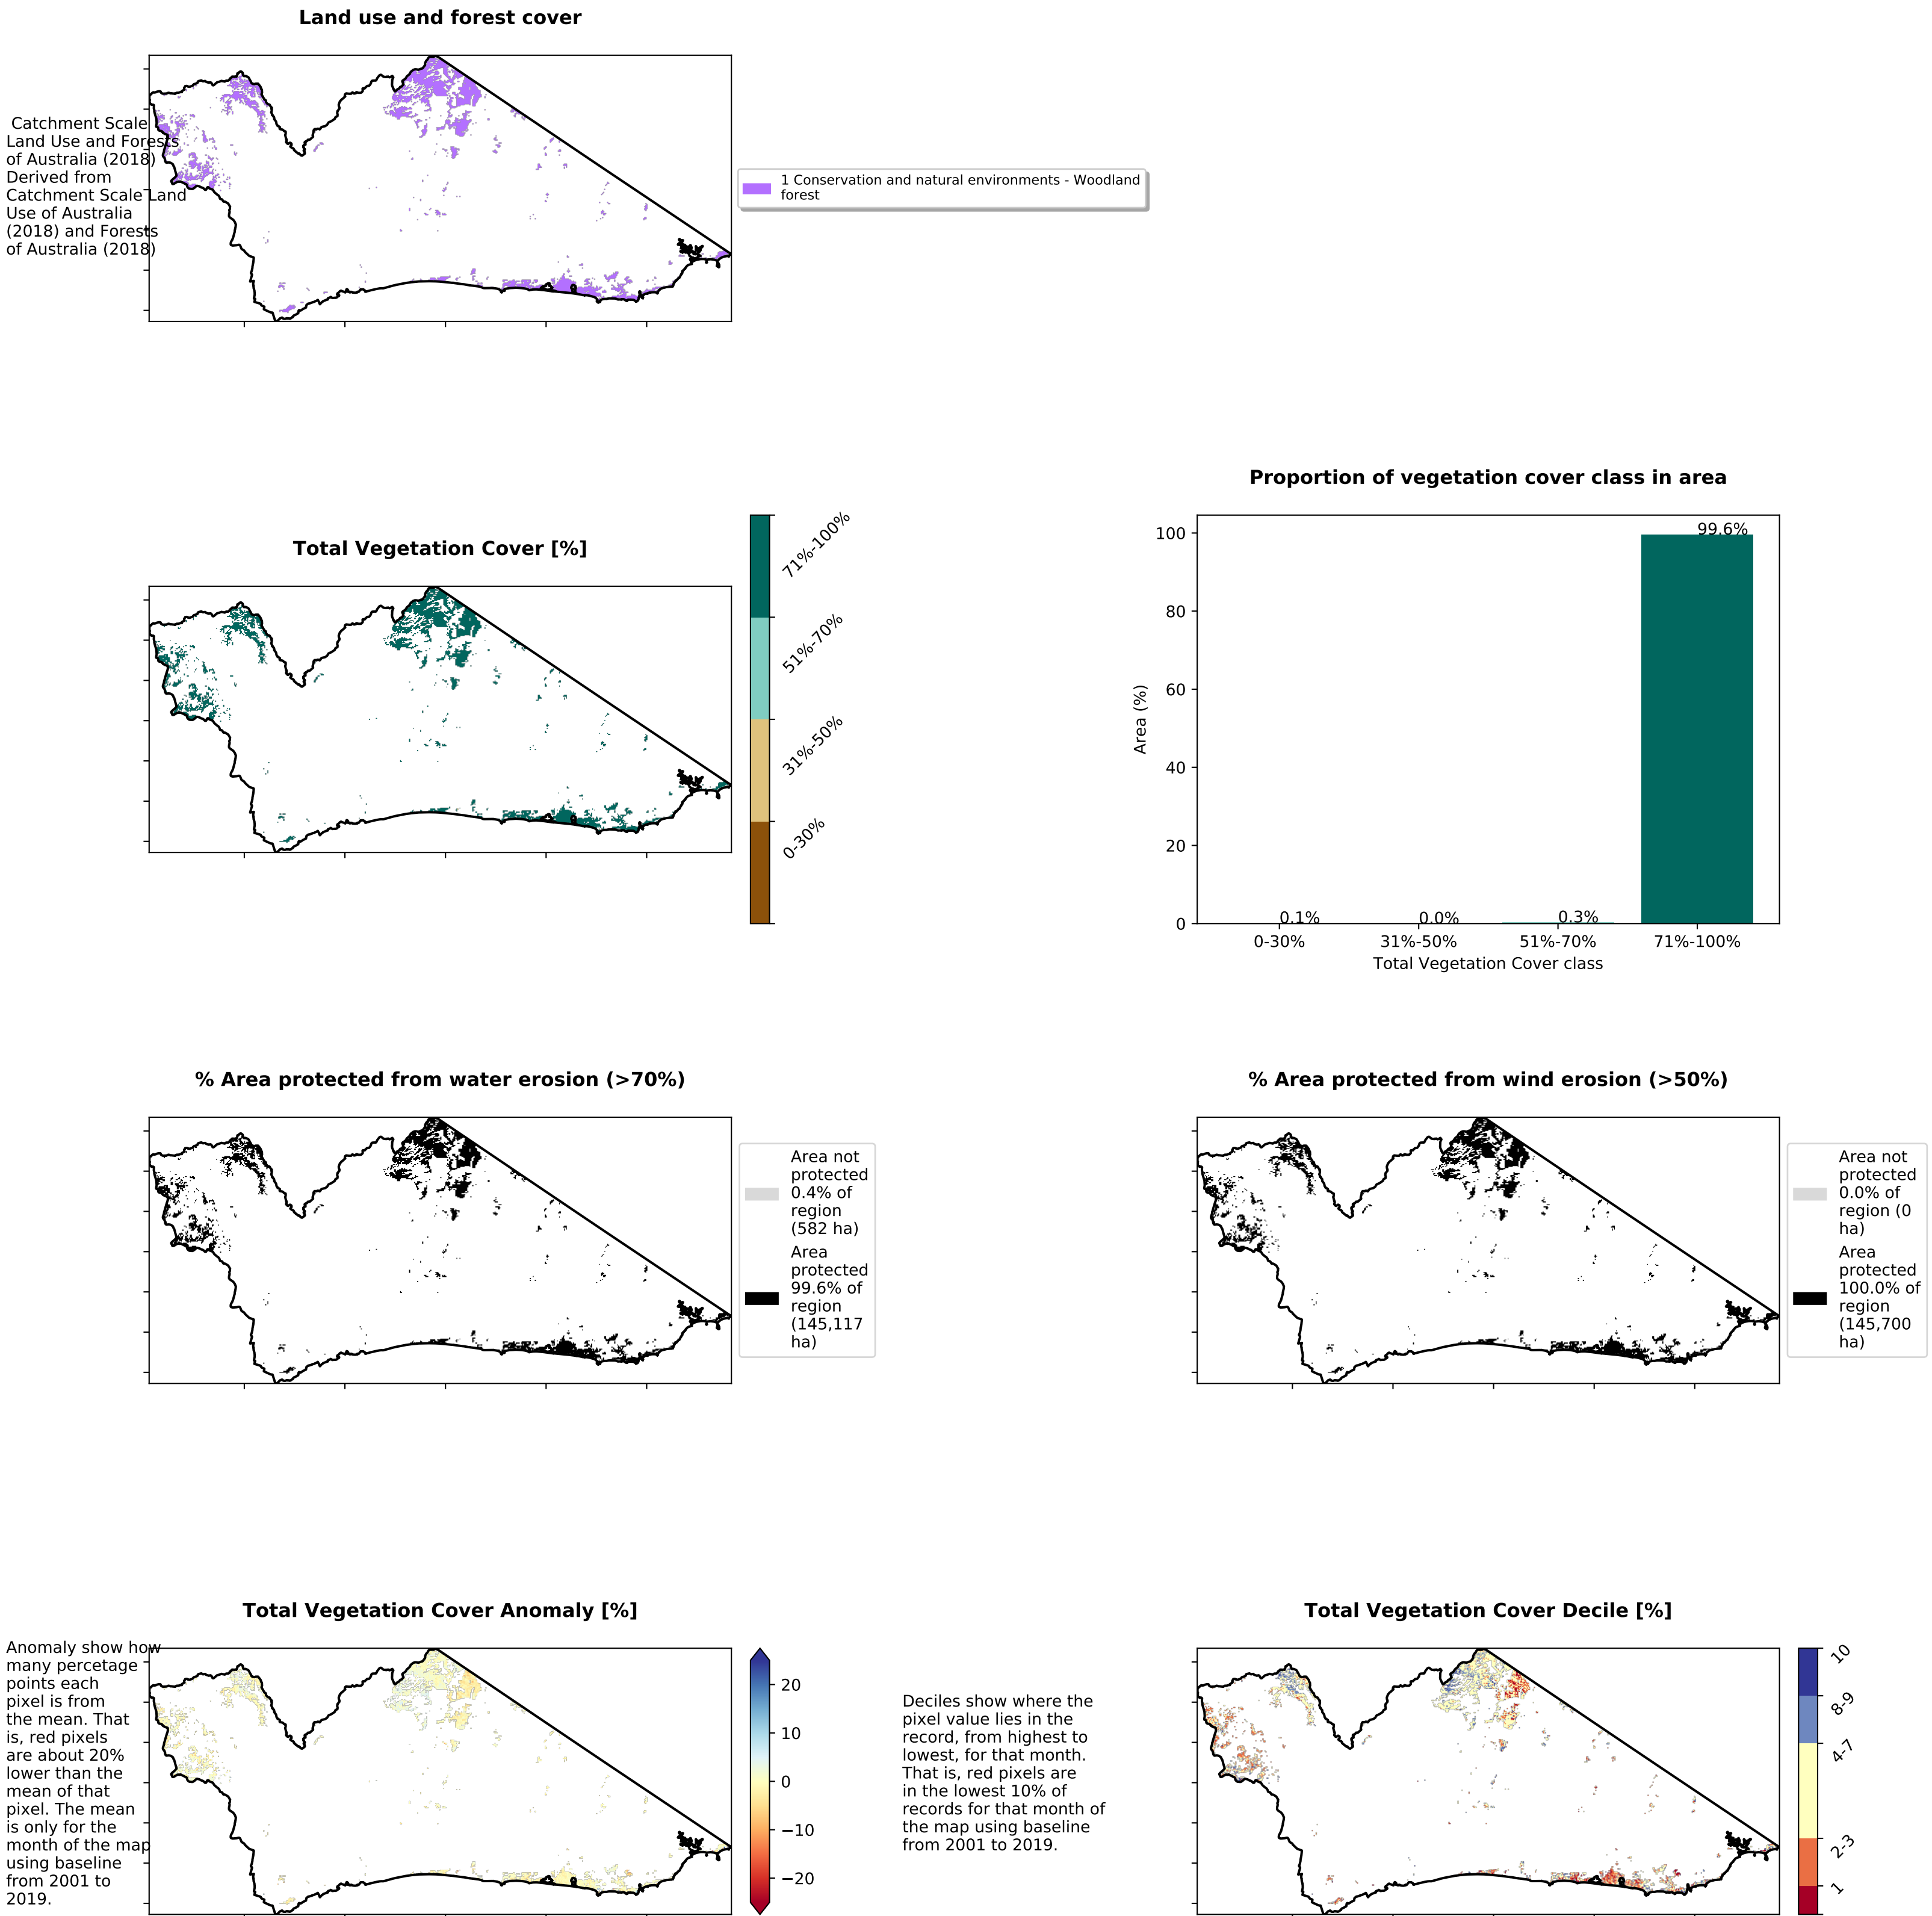 Land use and forest cover
Catchment Scale
Land Use and Forests
of Australia (2018)
Derived from
Catchment Scale Land
Use of Australia
(2018) and Forests
of Australia (2018)
1 Conservation and natural environments - Woodland
forest
Total Vegetation Cover [%]
71%-100%
51%-70%
31%-50%
0-30%
Proportion of vegetation cover class in area
100
80
60
40
20
0
Area (%)
0.1%
0.0%
0.3%
99.6%
0-30%
31%-50%
51%-70%
71%-100%
Total Vegetation Cover class
% Area protected from water erosion (>70%)
Area not
protected
0.4% of
region
(582 ha)
Area
protected
99.6% of
region
(145,117
ha)
% Area protected from wind erosion (>50%)
Area not
protected
0.0% of
region (0
ha)
Area
protected
100.0% of
region
(145,700
ha)
Total Vegetation Cover Anomaly [%]
Anomaly show how
many percetage
points each
pixel is from
the mean. That
is, red pixels
are about 20%
lower than the
mean of that
pixel. The mean
is only for the
month of the map
using baseline
from 2001 to
2019.
20
10
0
−10
−20
Total Vegetation Cover Decile [%]
Deciles show where the
pixel value lies in the
record, from highest to
lowest, for that month.
That is, red pixels are
in the lowest 10% of
records for that month of
the map using baseline
from 2001 to 2019.
10
8-9
4-7
2-3
1